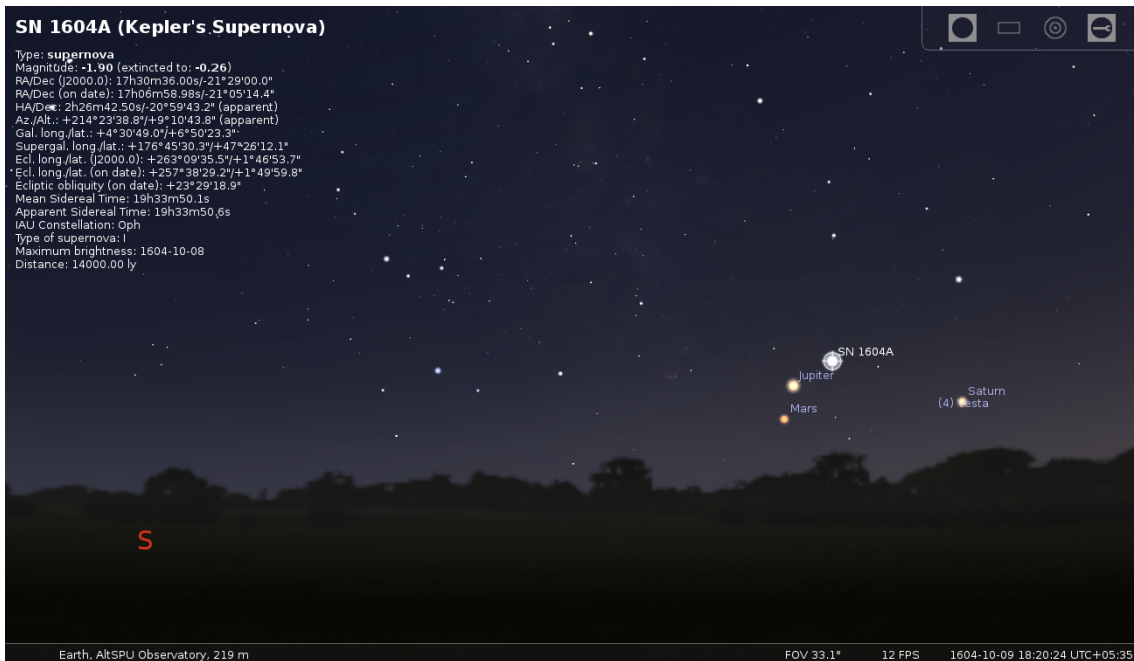 SN 1604A (Kepler's Supernova)
Type: supernova
Magnitude: -1.90 (extincted to: -0.26)
RA/Dec (J2000.0): 17h30m36.00s/-21°29'00.0"
RA/Dec (on date): 17h06m58.98s/-21°05'14.4"
HA/Dec: 2h26m42.50s/-20°59'43.2" (apparent)
Az./Alt.: +214°23'38.8"/+9°10'43.8" (apparent)
Gal. long./lat.: +4°30'49.0"/+6°50'23.3"
Supergal. long./lat.: +176°45'30.3"/+47°26'12.1"
Ecl. long./lat. (J2000.0): +263°09'35.5"/+1°46'53.7"
Ecl. long./lat. (on date): +257°38'29.2"/+1°49'59.8"
Ecliptic obliquity (on date): +23°29'18.9"
Mean Sidereal Time: 19h33m50.1s
Apparent Sidereal Time: 19h33m50.6s
IAU Constellation: Oph
Type of supernova: I
Maximum brightness: 1604-10-08
Distance: 14000.00 ly
SN 1604A
Jupiter
Saturn
(4) Vesta
Mars
S
Earth, AltSPU Observatory, 219 m FOV 33.1° 12 FPS 1604-10-09 18:20:24 UTC+05:35